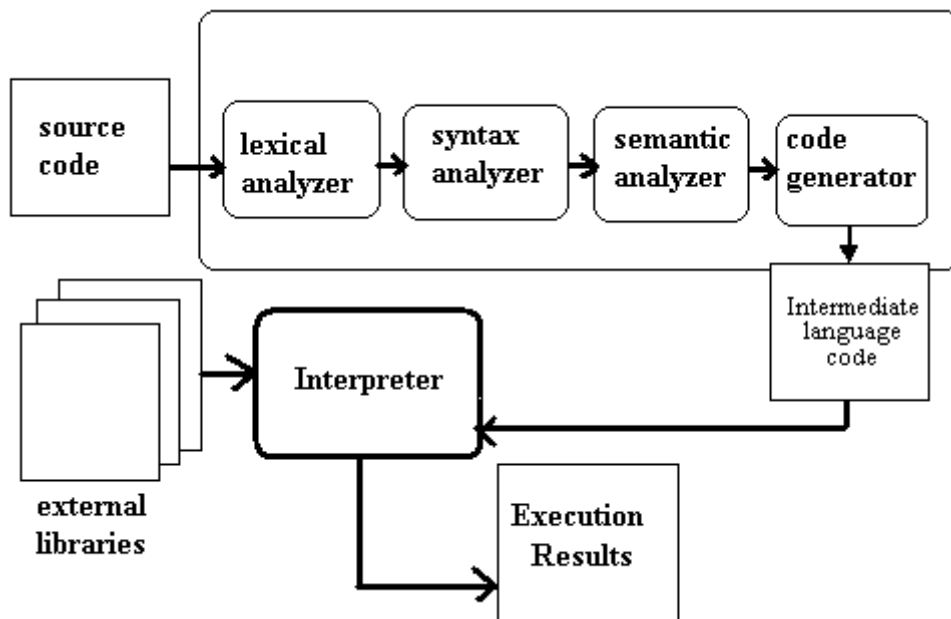 source
code
lexical
analyzer
syntax
analyzer
semantic
analyzer
code
generator
Intermediate
language
code
Interpreter
external
libraries
Execution
Results